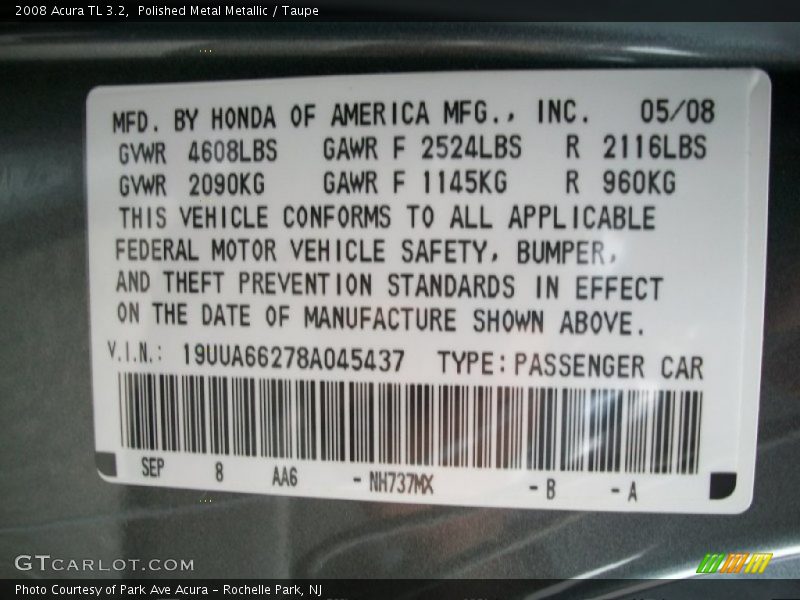 2008 Acura TL 3.2, Polished Metal Metallic / Taupe
MFD. BY HONDA OF AMERICA MFG., INC. 05/08
GVWR 4608LBS GAWR F 2524LBS R 2116LBS
GVWR 2090KG GAWR F 1145KG R 960KG
THIS VEHICLE CONFORMS TO ALL APPLICABLE
FEDERAL MOTOR VEHICLE SAFETY, BUMPER,
AND THEFT PREVENTION STANDARDS IN EFFECT
ON THE DATE OF MANUFACTURE SHOWN ABOVE.
V.I.N.: 19UUA66278A045437 TYPE: PASSENGER CAR
SEP 8 AA6 - NH737MX - B - A
GTCARLOT.COM
Photo Courtesy of Park Ave Acura - Rochelle Park, NJ